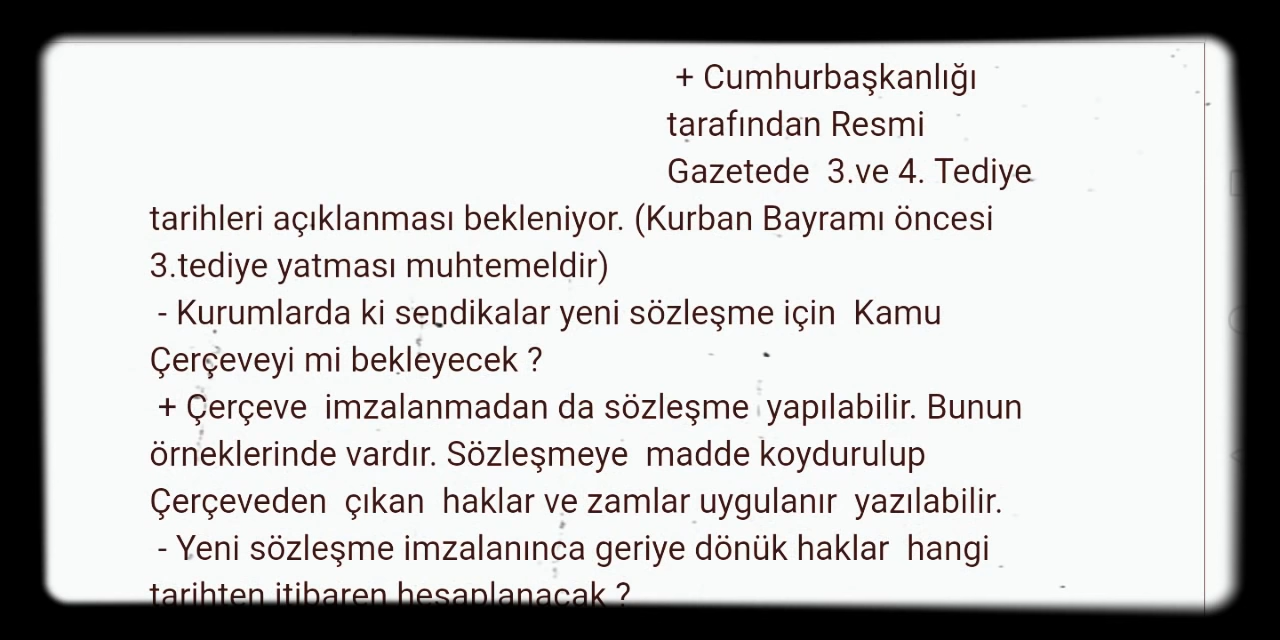 + Cumhurbaşkanlığı
tarafından Resmi
Gazetede 3.ve 4. Tediye
tarihleri açıklanması bekleniyor. (Kurban Bayramı öncesi
3.tediye yatması muhtemeldir)
- Kurumlarda ki sendikalar yeni sözleşme için Kamu
Çerçeveyi mi bekleyecek ?
+ Çerçeve imzalanmadan da sözleşme yapılabilir. Bunun
örneklerinde vardır. Sözleşmeye madde koydurulup
Çerçeveden çıkan haklar ve zamlar uygulanır yazılabilir.
- Yeni sözleşme imzalanınca geriye dönük haklar hangi
tarihten itibaren hesaplanacak ?